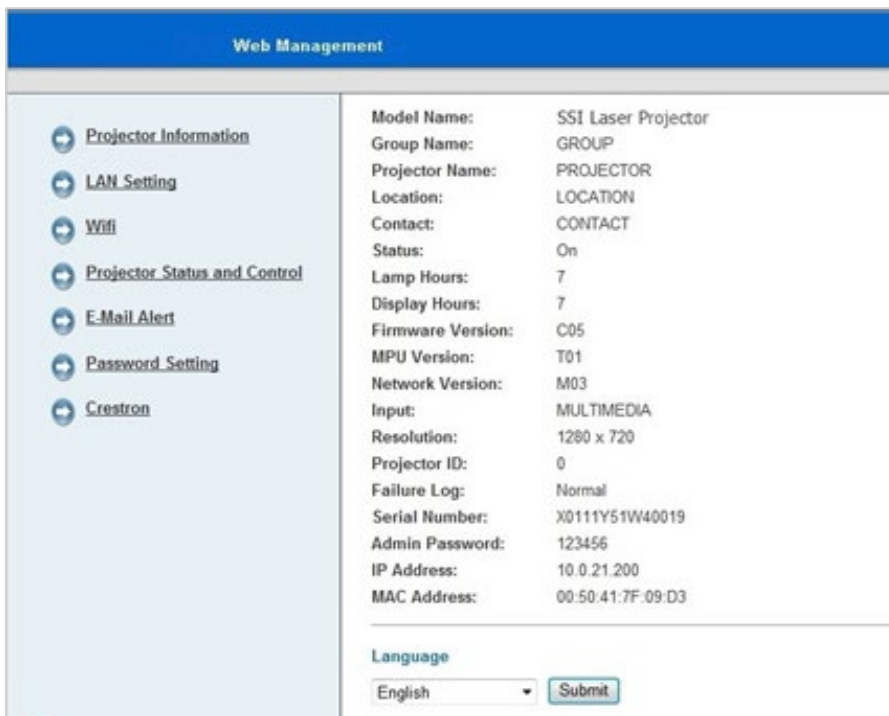 Web Management
Projector Information
LAN Setting
Wifi
Projector Status and Control
E-Mail Alert
Password Setting
Crestron
Model Name: SSI Laser Projector
Group Name: GROUP
Projector Name: PROJECTOR
Location: LOCATION
Contact: CONTACT
Status: On
Lamp Hours: 7
Display Hours: 7
Firmware Version: C05
MPU Version: T01
Network Version: M03
Input: MULTIMEDIA
Resolution: 1280 x 720
Projector ID: 0
Failure Log: Normal
Serial Number: X0111Y51W40019
Admin Password: 123456
IP Address: 10.0.21.200
MAC Address: 00:50:41:7F:09:D3
Language
English Submit